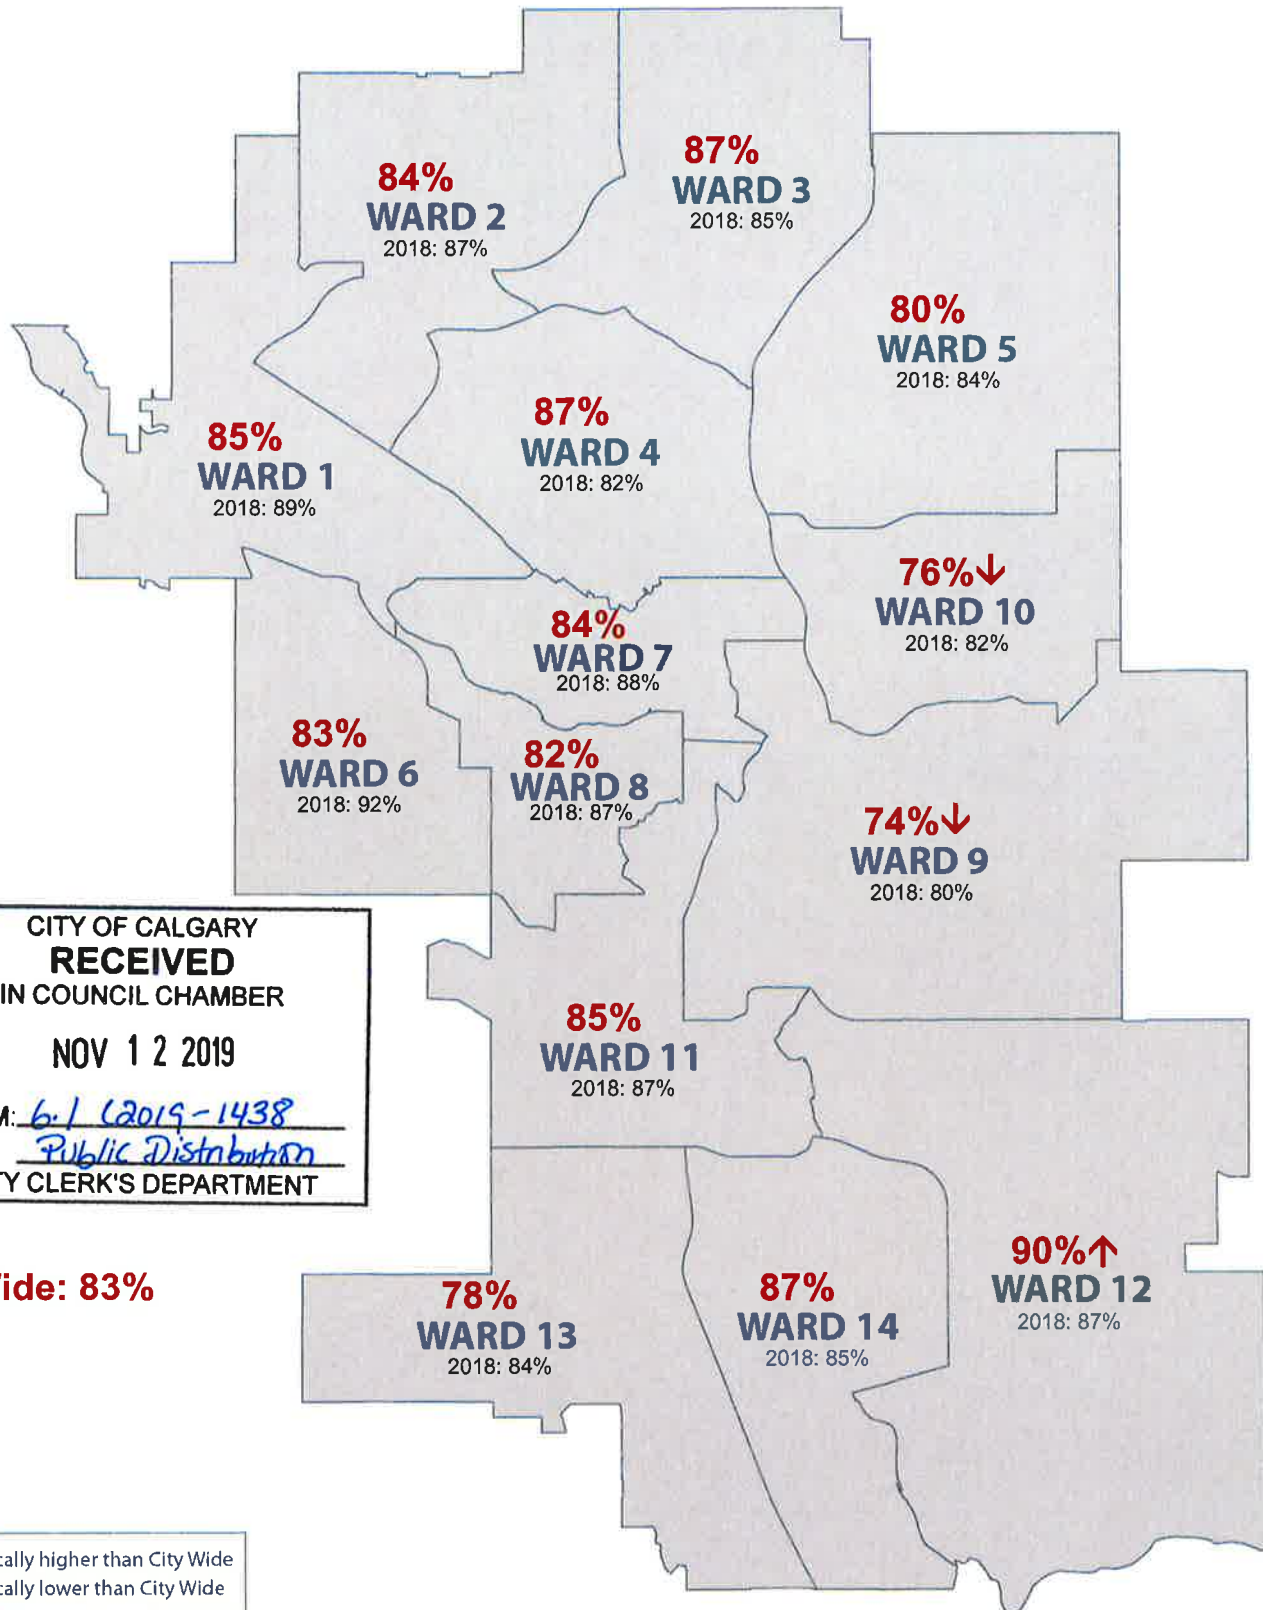 87%
WARD 3
2018: 85%
84%
WARD 2
2018: 87%
80%
WARD 5
2018: 84%
87%
WARD 4
2018: 82%
85%
WARD 1
2018: 89%
76%↓
WARD 10
2018: 82%
84%
WARD 7
2018: 88%
83%
WARD 6
2018: 92%
82%
WARD 8
2018: 87%
74%↓
WARD 9
2018: 80%
CITY OF CALGARY
RECEIVED
IN COUNCIL CHAMBER
NOV 1 2 2019
M: 6.1 C2019-1438
Public Distribution
TY CLERK'S DEPARTMENT
85%
WARD 11
2018: 87%
90%↑
WARD 12
2018: 87%
ide: 83%
78%
WARD 13
2018: 84%
87%
WARD 14
2018: 85%
cally higher than City Wide
cally lower than City Wide